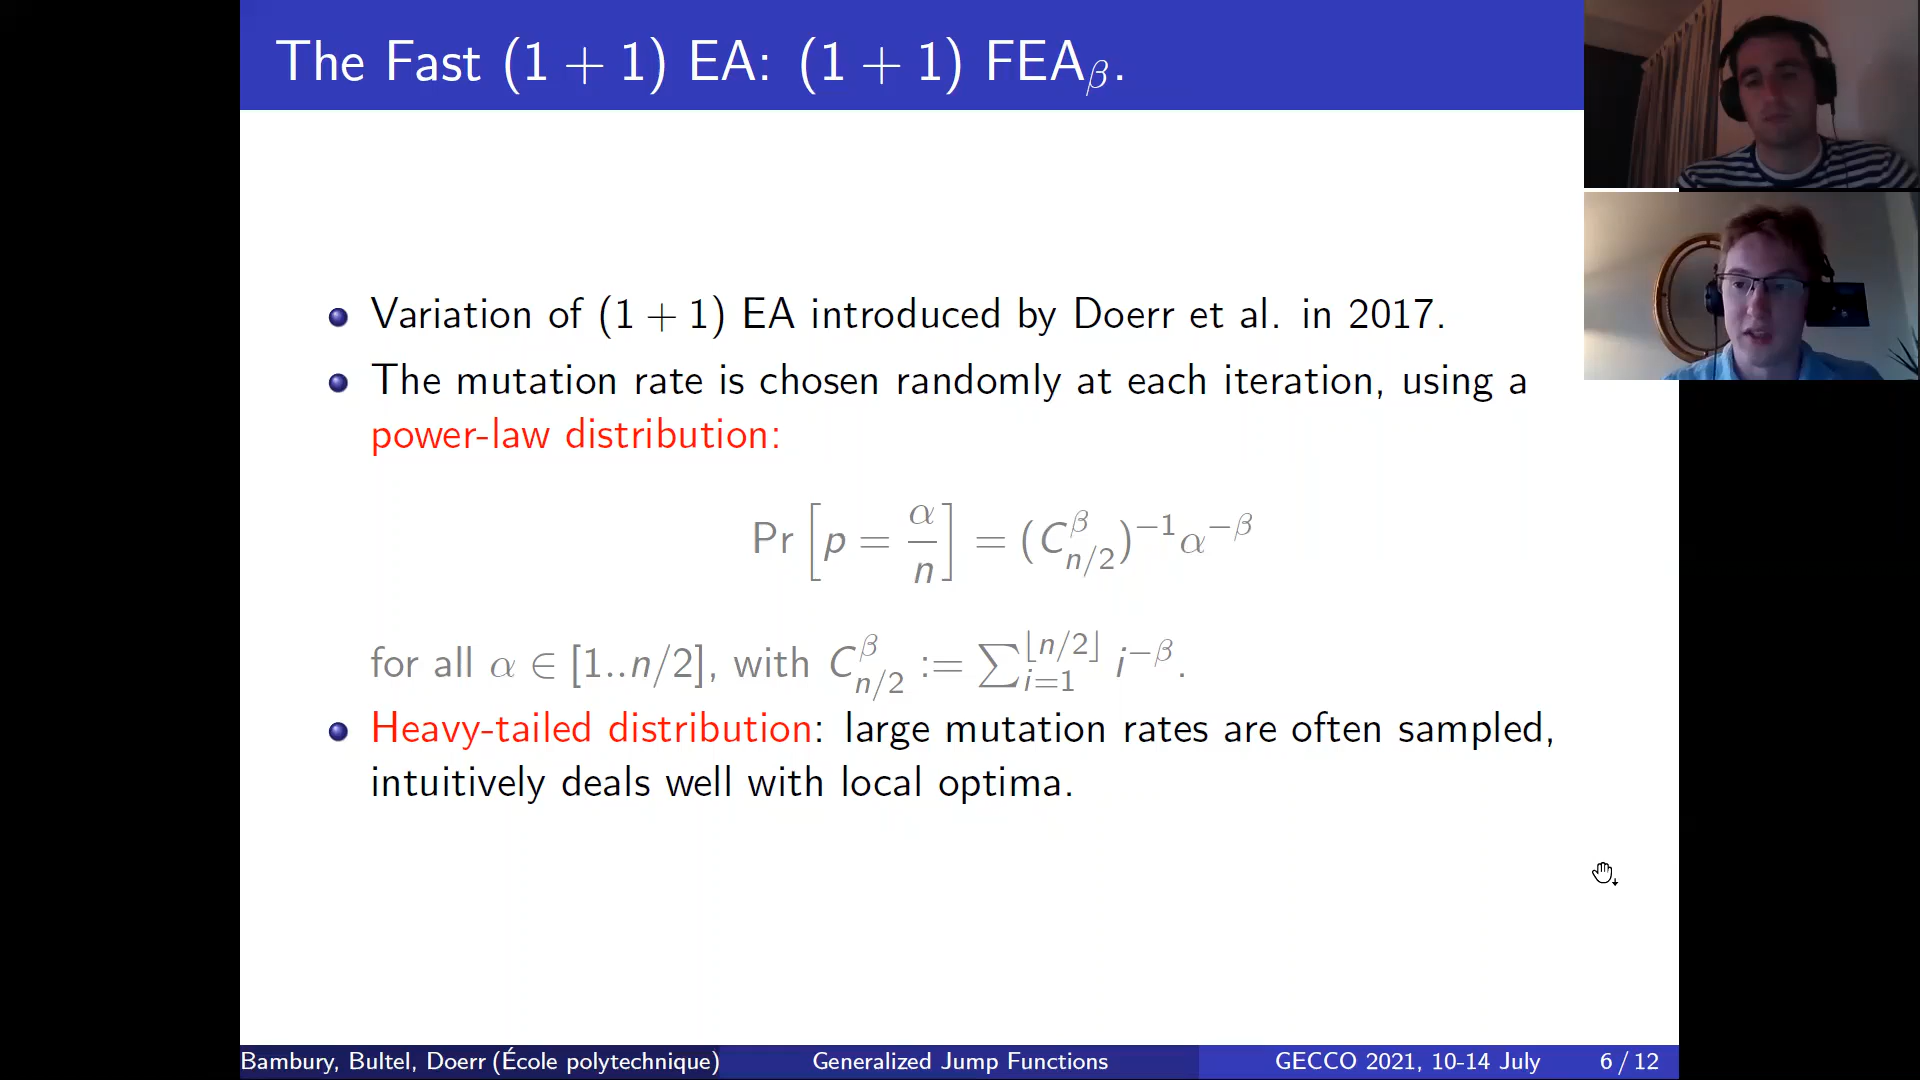 The Fast (1 + 1) EA: (1 + 1) FEA_β.
Variation of (1 + 1) EA introduced by Doerr et al. in 2017.
The mutation rate is chosen randomly at each iteration, using a
power-law distribution:
Pr [p = α/n] = (C^β_{n/2})^{−1} α^{−β}
for all α ∈ [1..n/2], with C^β_{n/2} := ∑_{i=1}^{⌊n/2⌋} i^{−β}.
Heavy-tailed distribution: large mutation rates are often sampled,
intuitively deals well with local optima.
Bambury, Bultel, Doerr (École polytechnique) Generalized Jump Functions GECCO 2021, 10-14 July 6 / 12